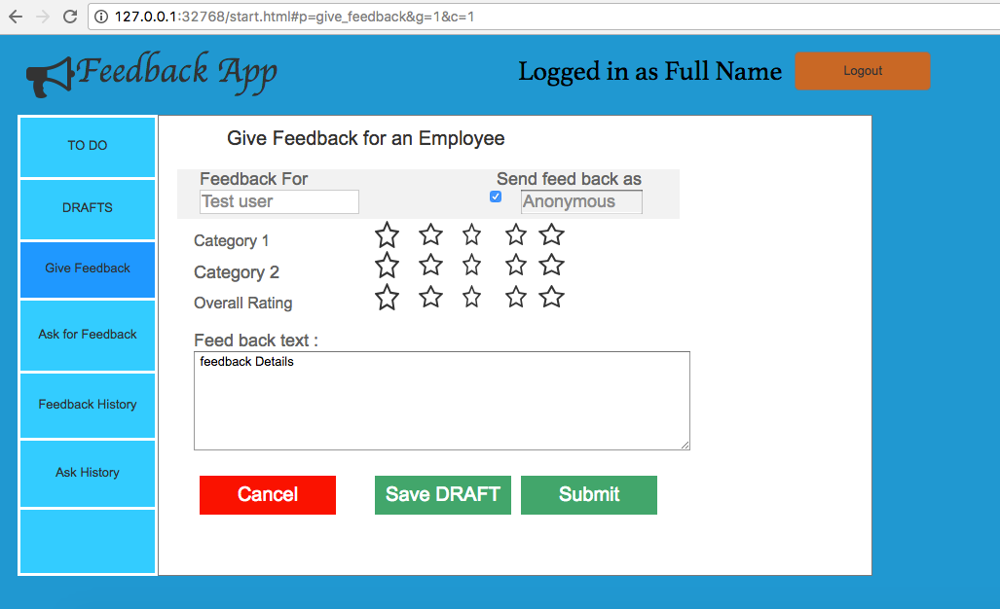 127.0.0.1:32768/start.html#p=give_feedback&g=1&c=1
Feedback App
Logged in as Full Name
Logout
TO DO
DRAFTS
Give Feedback
Ask for Feedback
Feedback History
Ask History
Give Feedback for an Employee
Feedback For
Send feed back as
Test user
Anonymous
Category 1
Category 2
Overall Rating
Feed back text :
feedback Details
Cancel
Save DRAFT
Submit